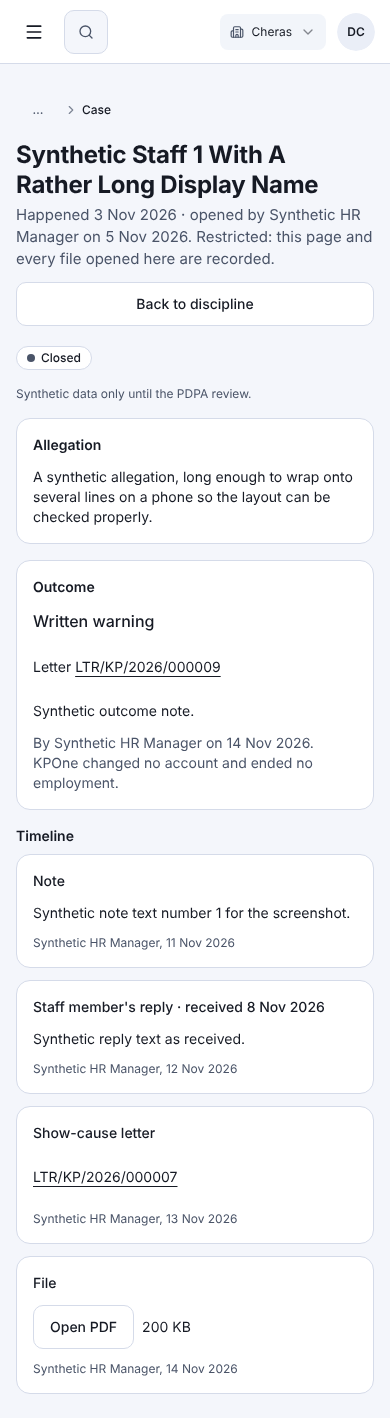 Cheras
DC
...
Case
Synthetic Staff 1 With A
Rather Long Display Name
Happened 3 Nov 2026 · opened by Synthetic HR
Manager on 5 Nov 2026. Restricted: this page and
every file opened here are recorded.
Back to discipline
Closed
Synthetic data only until the PDPA review.
Allegation
A synthetic allegation, long enough to wrap onto
several lines on a phone so the layout can be
checked properly.
Outcome
Written warning
Letter LTR/KP/2026/000009
Synthetic outcome note.
By Synthetic HR Manager on 14 Nov 2026.
KPOne changed no account and ended no
employment.
Timeline
Note
Synthetic note text number 1 for the screenshot.
Synthetic HR Manager, 11 Nov 2026
Staff member's reply · received 8 Nov 2026
Synthetic reply text as received.
Synthetic HR Manager, 12 Nov 2026
Show-cause letter
LTR/KP/2026/000007
Synthetic HR Manager, 13 Nov 2026
File
Open PDF 200 KB
Synthetic HR Manager, 14 Nov 2026